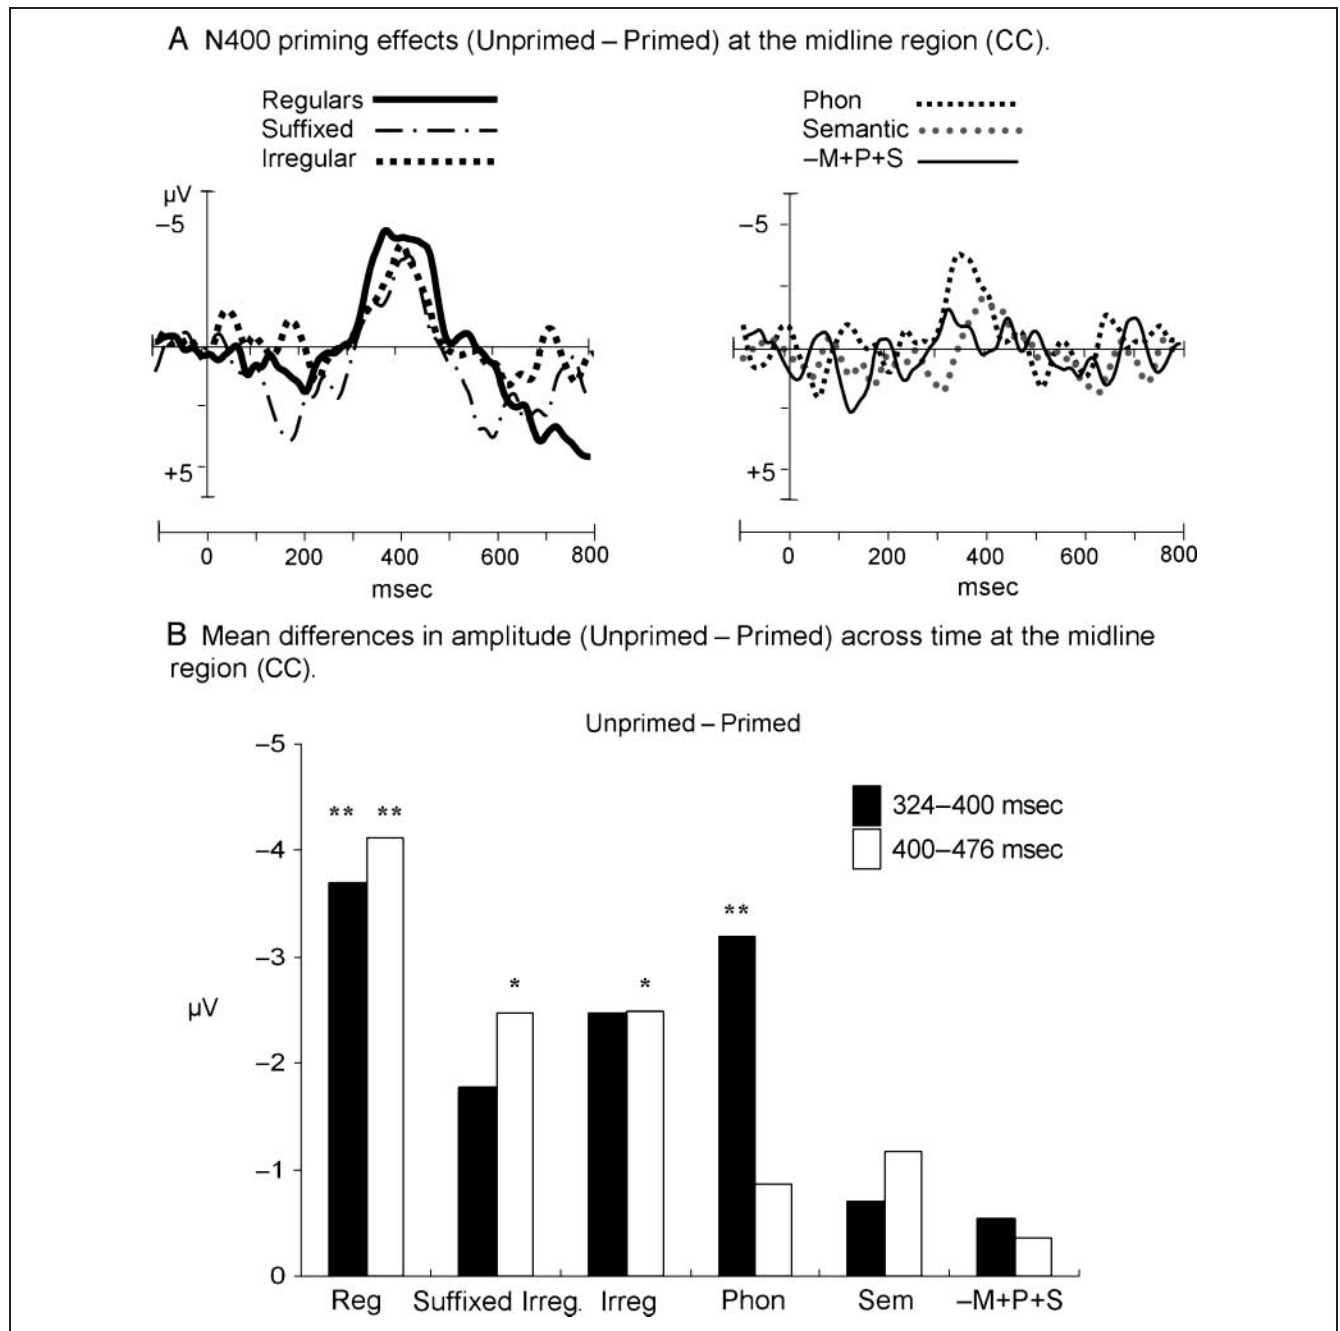 A N400 priming effects (Unprimed – Primed) at the midline region (CC).
Regulars
Suffixed
Irregular
Phon
Semantic
–M+P+S
µV
–5
+5
–5
+5
0 200 400 600 800
msec
0 200 400 600 800
msec
B Mean differences in amplitude (Unprimed – Primed) across time at the midline
region (CC).
Unprimed – Primed
–5
–4
–3
–2
–1
0
µV
324–400 msec
400–476 msec
** **
*
*
**
Reg Suffixed Irreg. Irreg Phon Sem –M+P+S